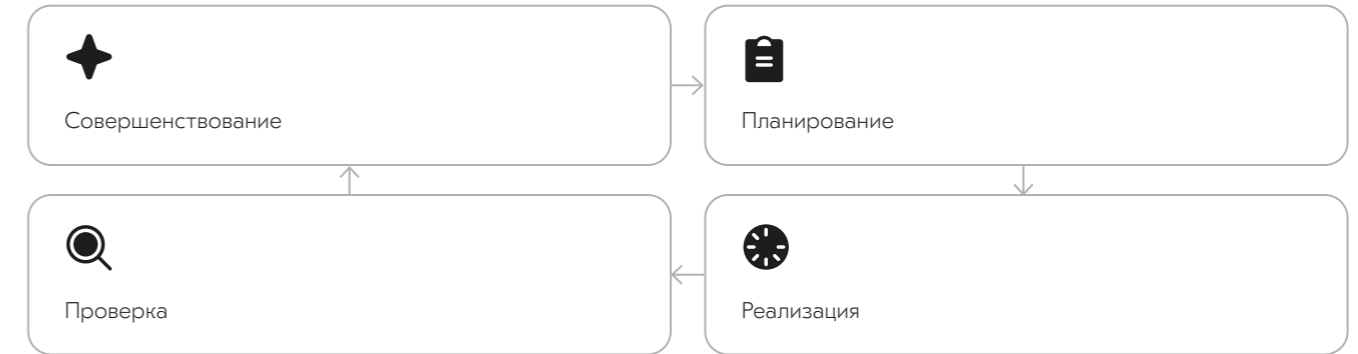 Совершенствование
Планирование
Проверка
Реализация